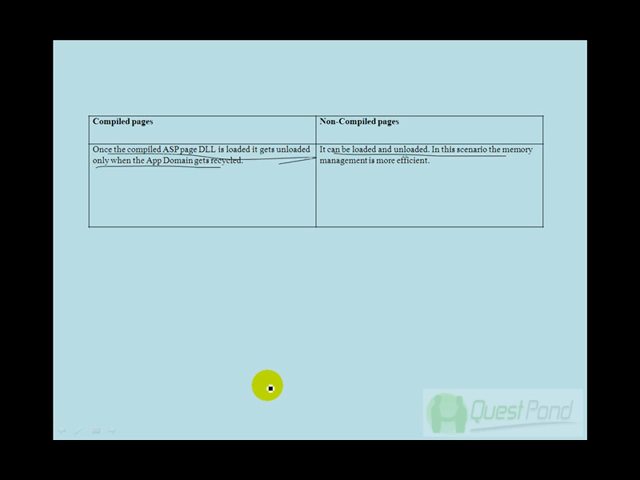 Compiled pages
Non-Compiled pages
Once the compiled ASP page DLL is loaded it gets unloaded
only when the App Domain gets recycled.
It can be loaded and unloaded. In this scenario the memory
management is more efficient.
QuestPond